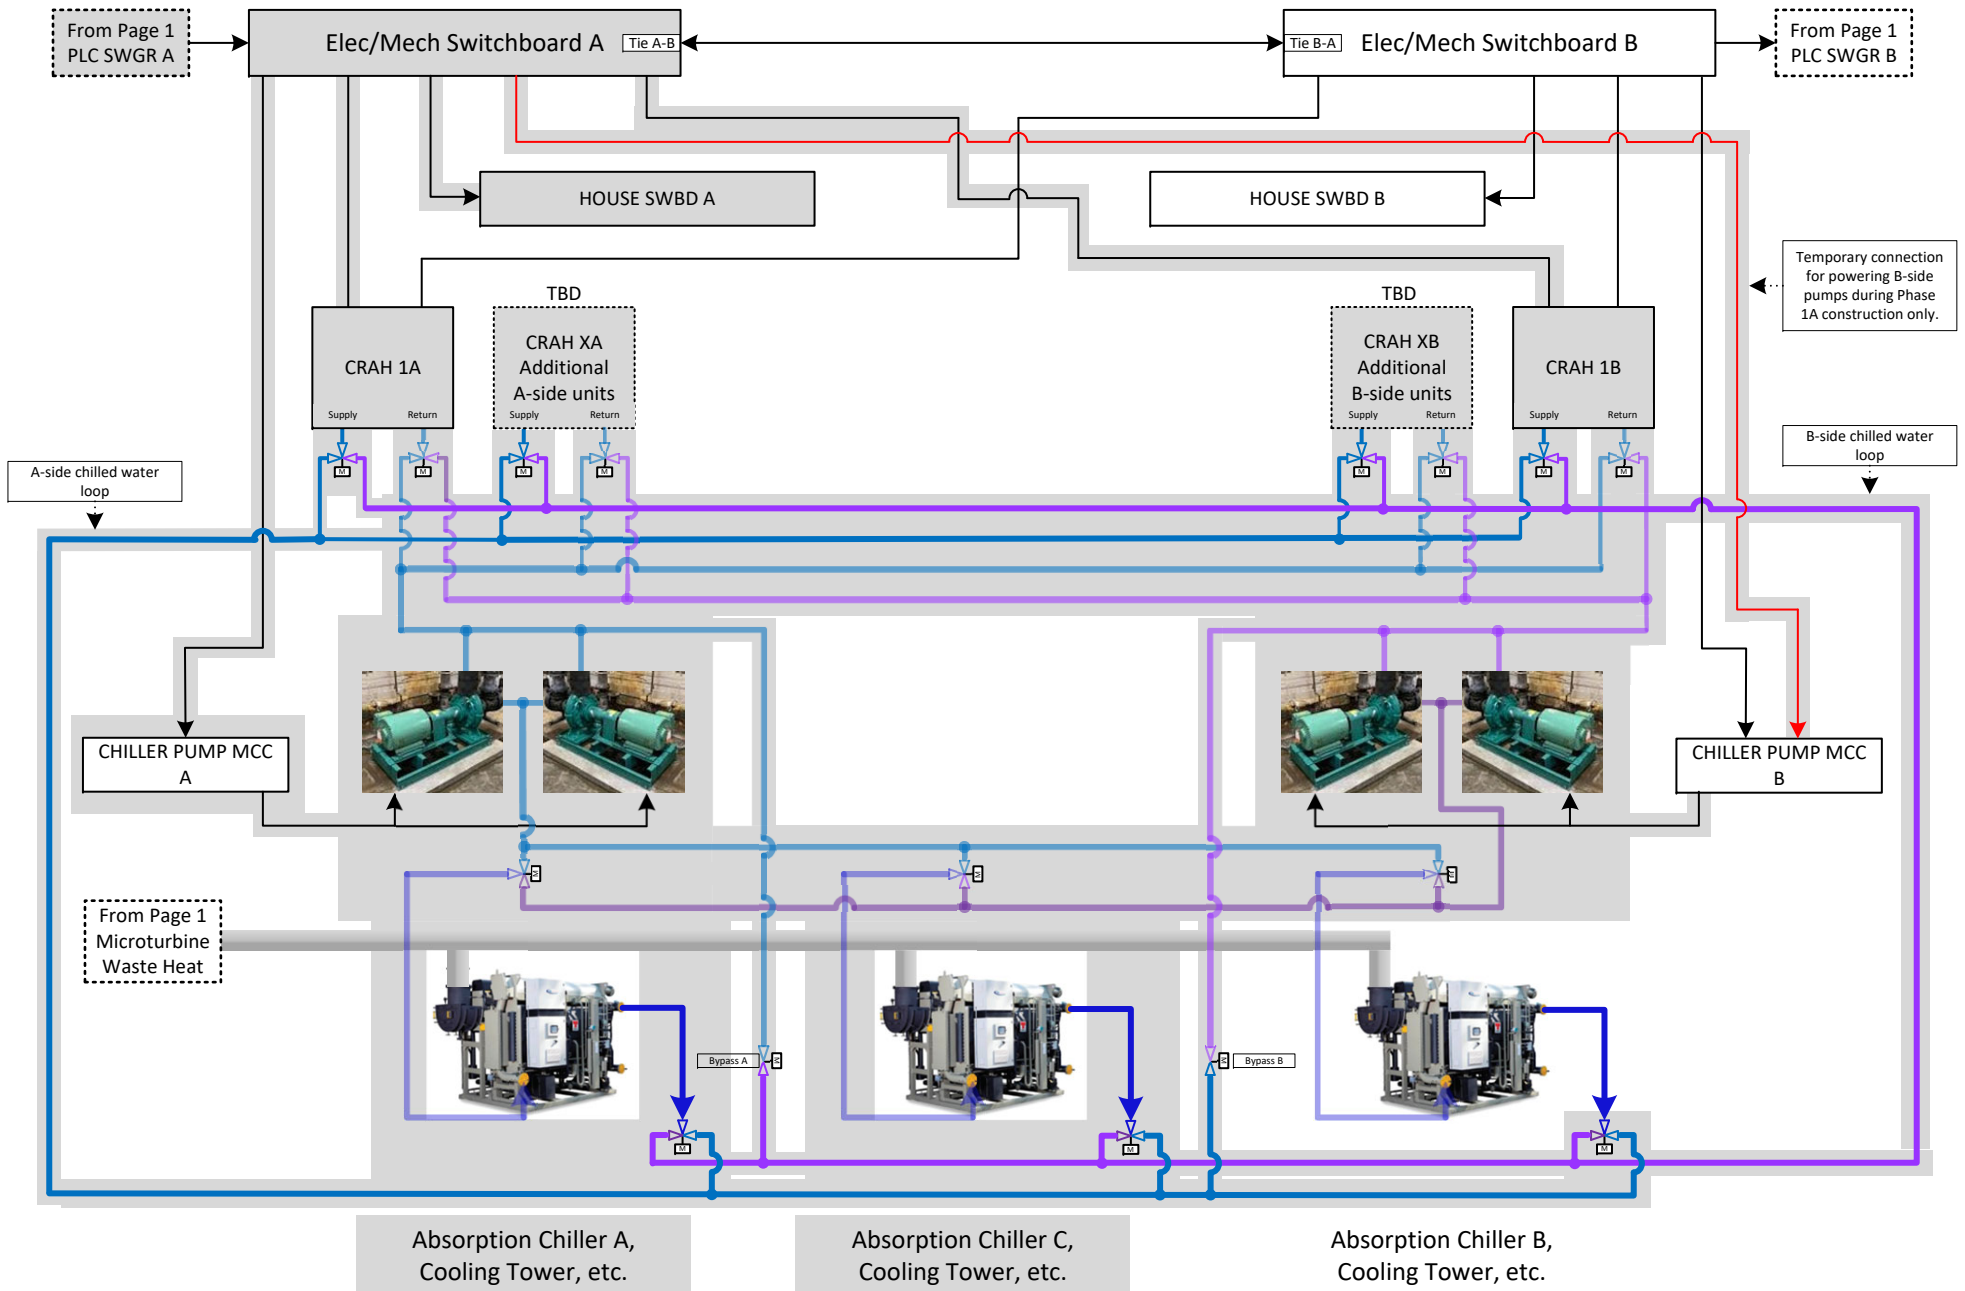 From Page 1
PLC SWGR A
Elec/Mech Switchboard A
Tie A-B
Tie B-A
Elec/Mech Switchboard B
From Page 1
PLC SWGR B
HOUSE SWBD A
HOUSE SWBD B
Temporary connection
for powering B-side
pumps during Phase
1A construction only.
TBD
TBD
CRAH 1A
Supply
Return
CRAH XA
Additional
A-side units
Supply
Return
CRAH XB
Additional
B-side units
Supply
Return
CRAH 1B
Supply
Return
A-side chilled water
loop
B-side chilled water
loop
M
M
M
M
M
M
M
M
CHILLER PUMP MCC
A
CHILLER PUMP MCC
B
M
M
M
From Page 1
Microturbine
Waste Heat
Bypass A
M
M
Bypass B
M
M
M
Absorption Chiller A,
Cooling Tower, etc.
Absorption Chiller C,
Cooling Tower, etc.
Absorption Chiller B,
Cooling Tower, etc.